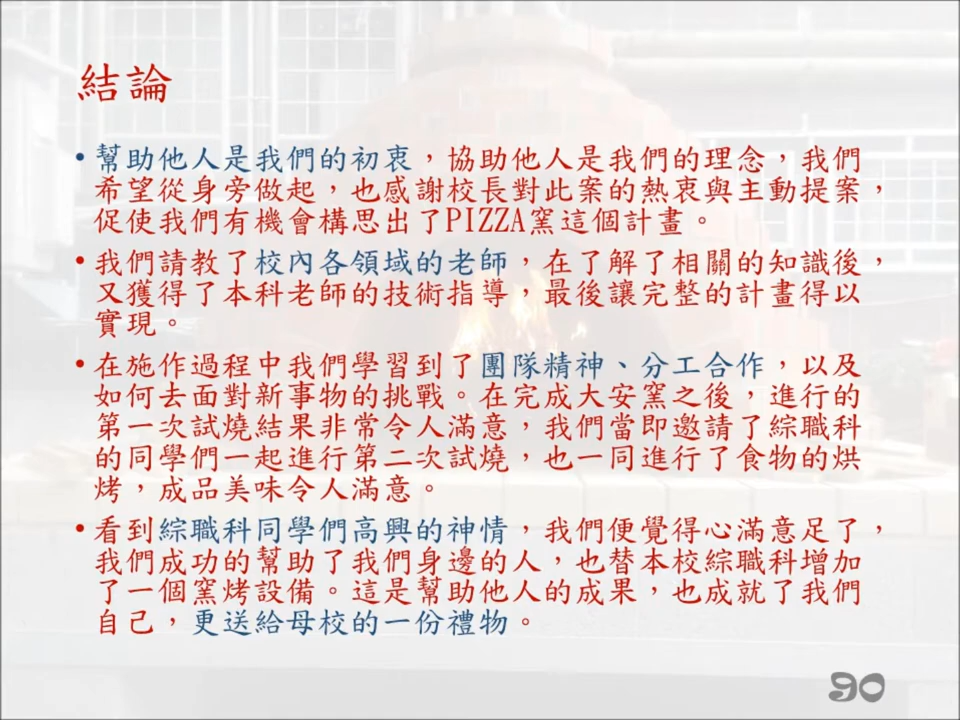 結論
• 幫助他人是我們的初衷，協助他人是我們的理念，我們
希望從身旁做起，也感謝校長對此案的熱衷與主動提案，
促使我們有機會構思出了PIZZA窯這個計畫。
• 我們請教了校內各領域的老師，在了解了相關的知識後，
又獲得了本科老師的技術指導，最後讓完整的計畫得以
實現。
• 在施作過程中我們學習到了團隊精神、分工合作，以及
如何去面對新事物的挑戰。在完成大安窯之後，進行的
第一次試燒結果非常令人滿意，我們當即邀請了綜職科
的同學們一起進行第二次試燒，也一同進行了食物的烘
烤，成品美味令人滿意。
• 看到綜職科同學們高興的神情，我們便覺得心滿意足了，
我們成功的幫助了我們身邊的人，也替本校綜職科增加
了一個窯烤設備。這是幫助他人的成果，也成就了我們
自己，更送給母校的一份禮物。
90